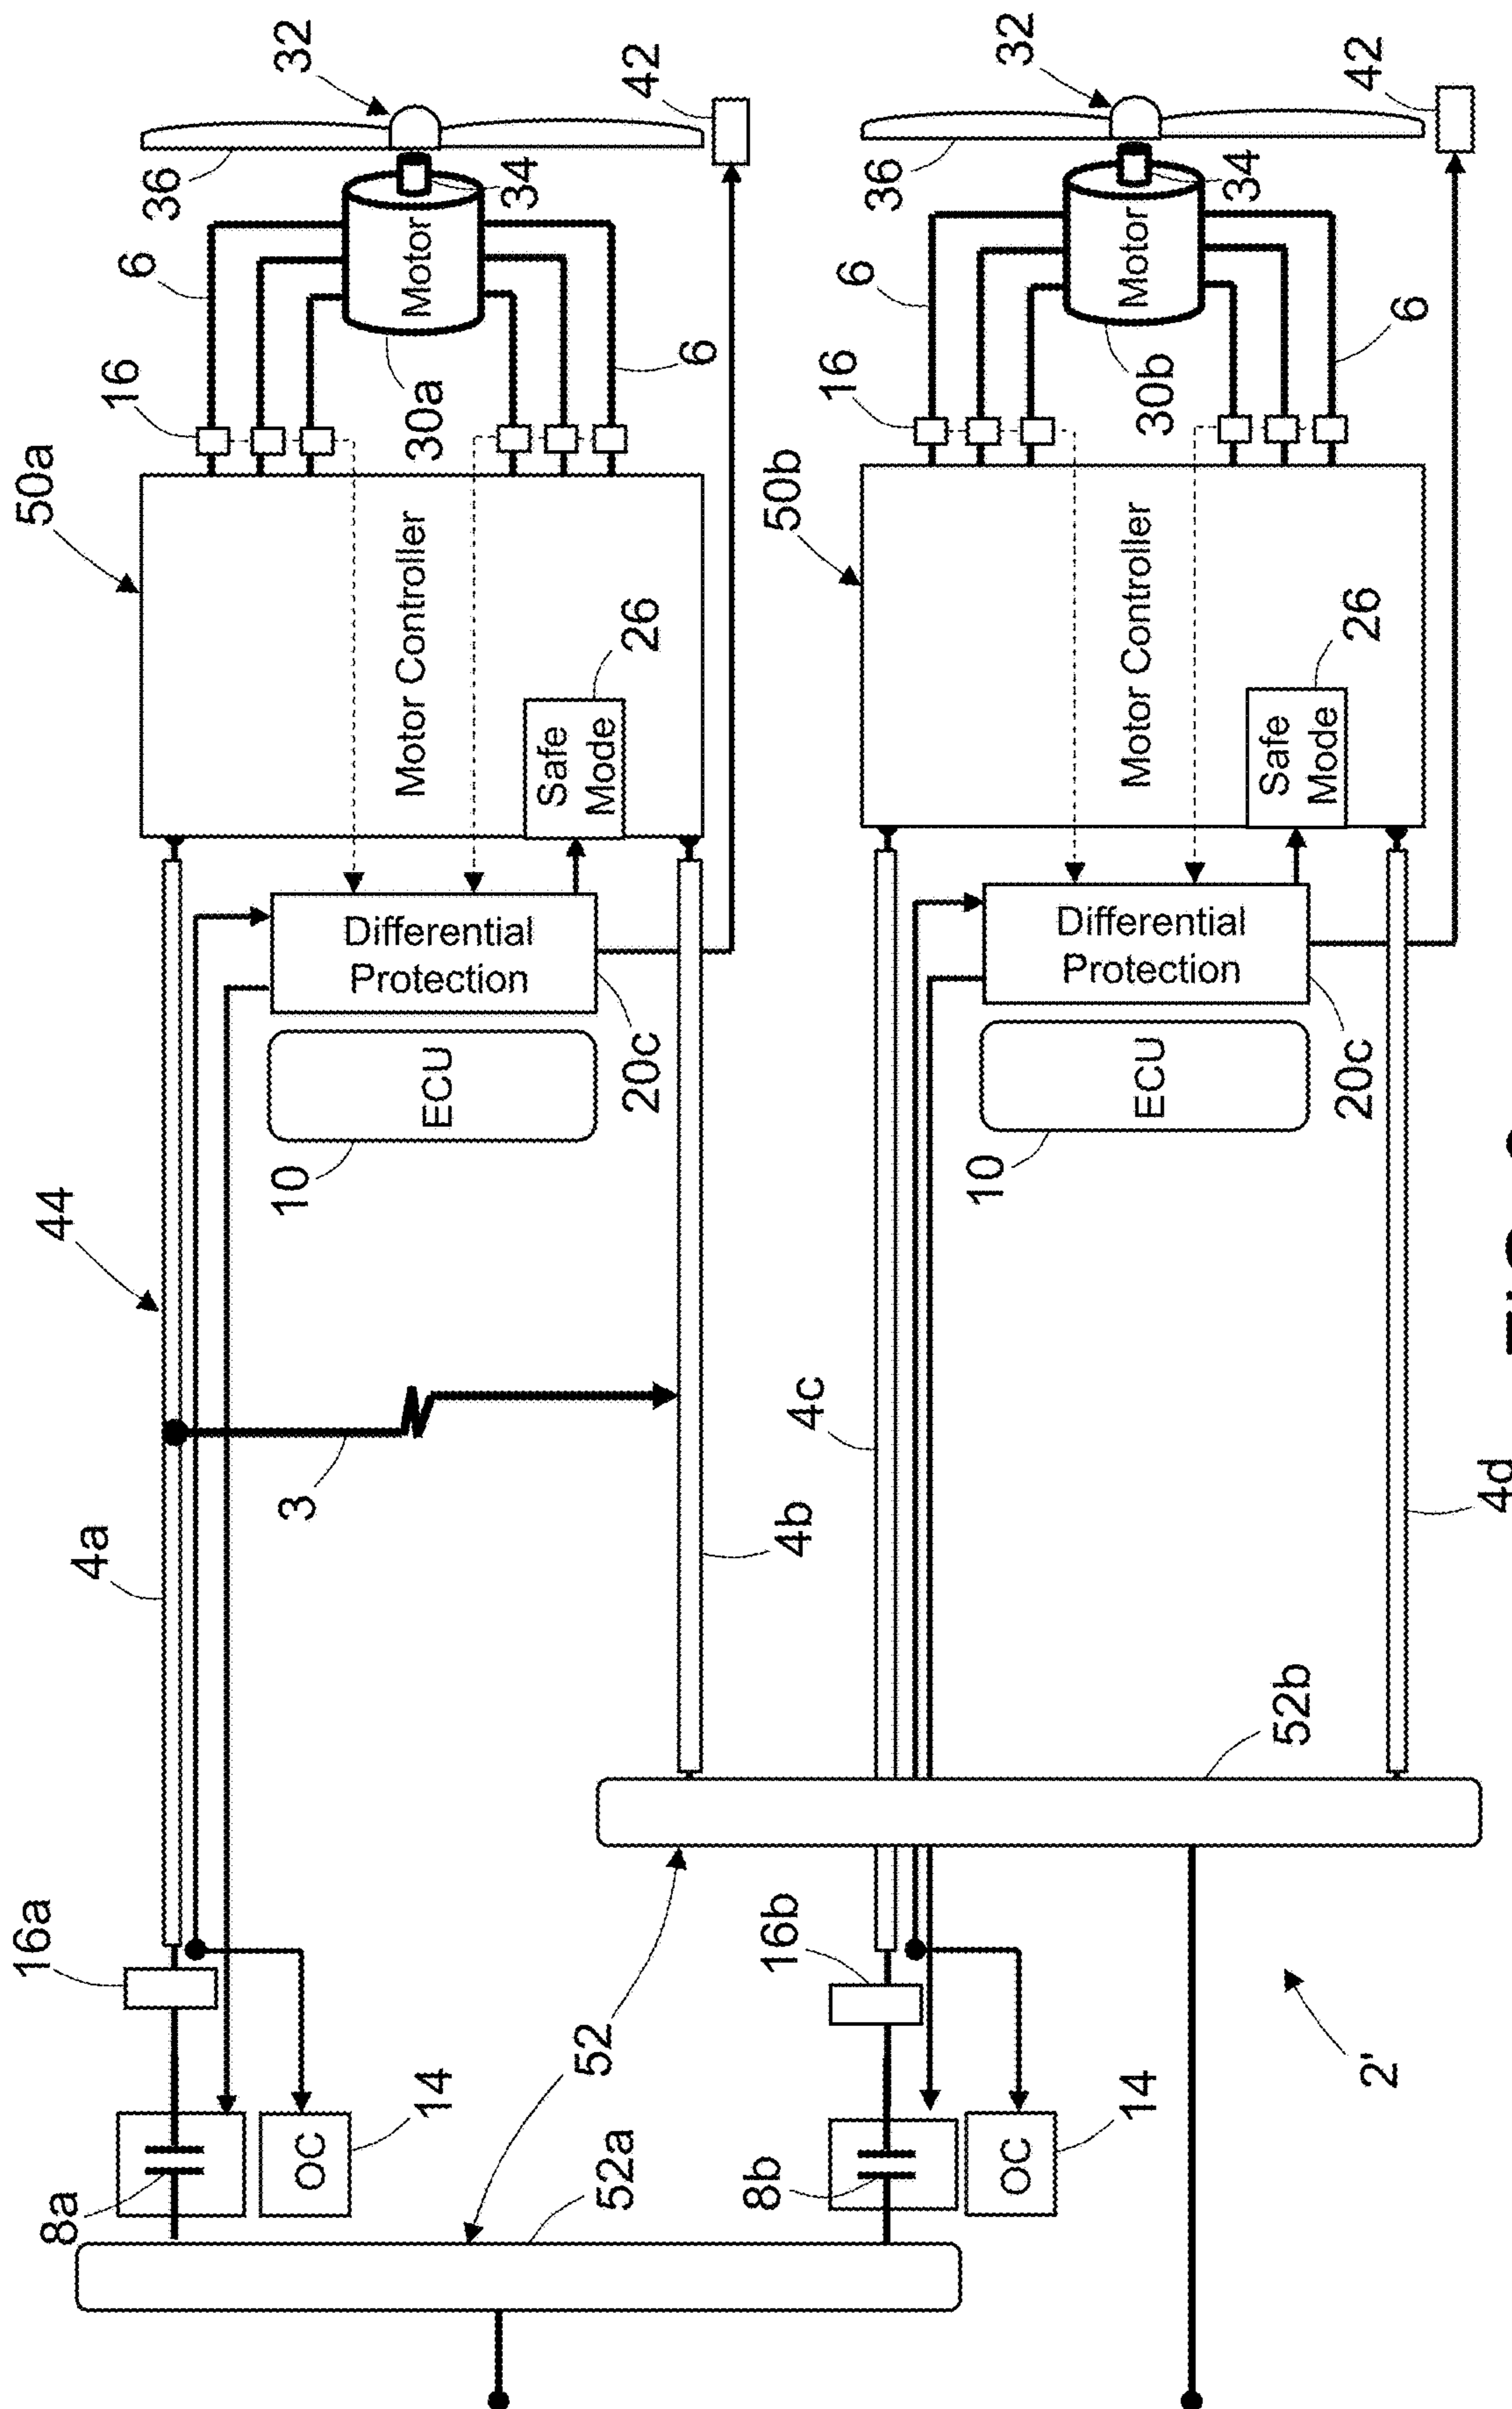 32
42
36
34
6
Motor
16
30a
6
50a
Motor Controller
26
Safe
Mode
Differential
Protection
20c
ECU
10
44
3
4a
4b
16a
52
14
OC
8a
52a
32
42
36
34
6
Motor
16
30b
6
50b
Motor Controller
26
Safe
Mode
Differential
Protection
20c
ECU
10
4c
4d
52b
16b
14
OC
8b
2'